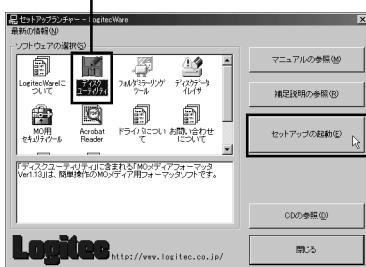 セットアップランチャー - LogitecWare
最新の情報(N)
ソフトウェアの選択(S)
LogitecWareに
ついて
ディスク
ユーティリティ
フォルダミラーリング
ツール
ディスクデータ
イレイサ
MO用
セキュリティツール
Acrobat
Reader
ドライバについ
て
お問い合わせ
について
「ディスクユーティリティ」に含まれる「MOメディアフォーマッタ
Ver1.13」は、簡単操作のMOメディア用フォーマッタソフトです。
マニュアルの参照(M)
補足説明の参照(R)
セットアップの起動(E)
CDの参照(D)
閉じる
Logitec
http://www.logitec.co.jp/